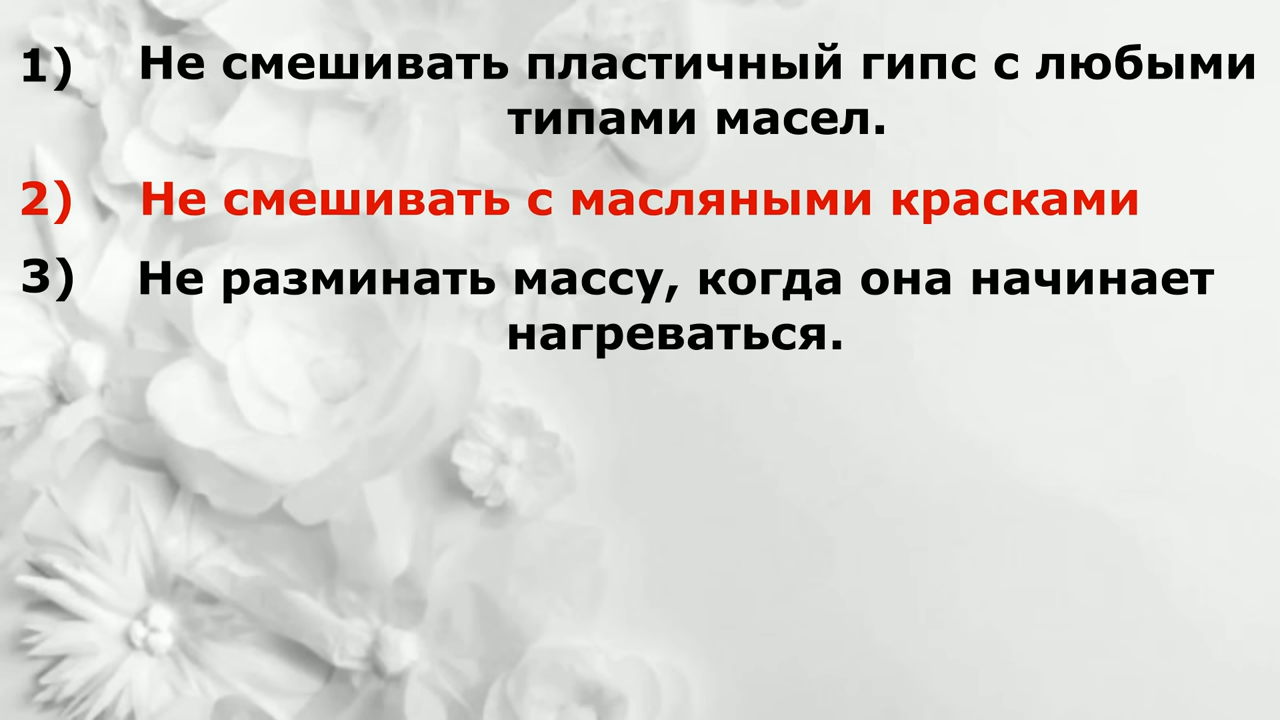 1) Не смешивать пластичный гипс с любыми
типами масел.
2) Не смешивать с масляными красками
3) Не разминать массу, когда она начинает
нагреваться.